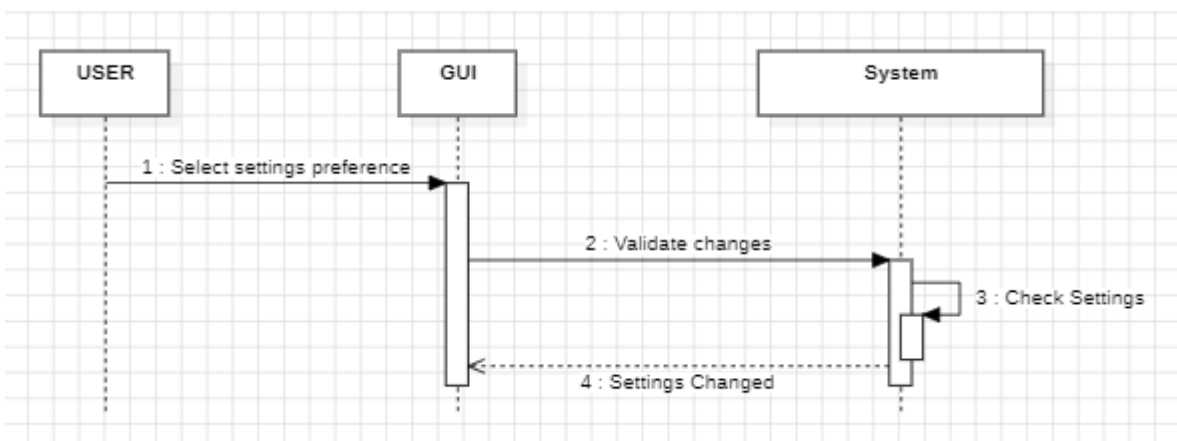 USER
GUI
System
1 : Select settings preference
2 : Validate changes
3 : Check Settings
4 : Settings Changed